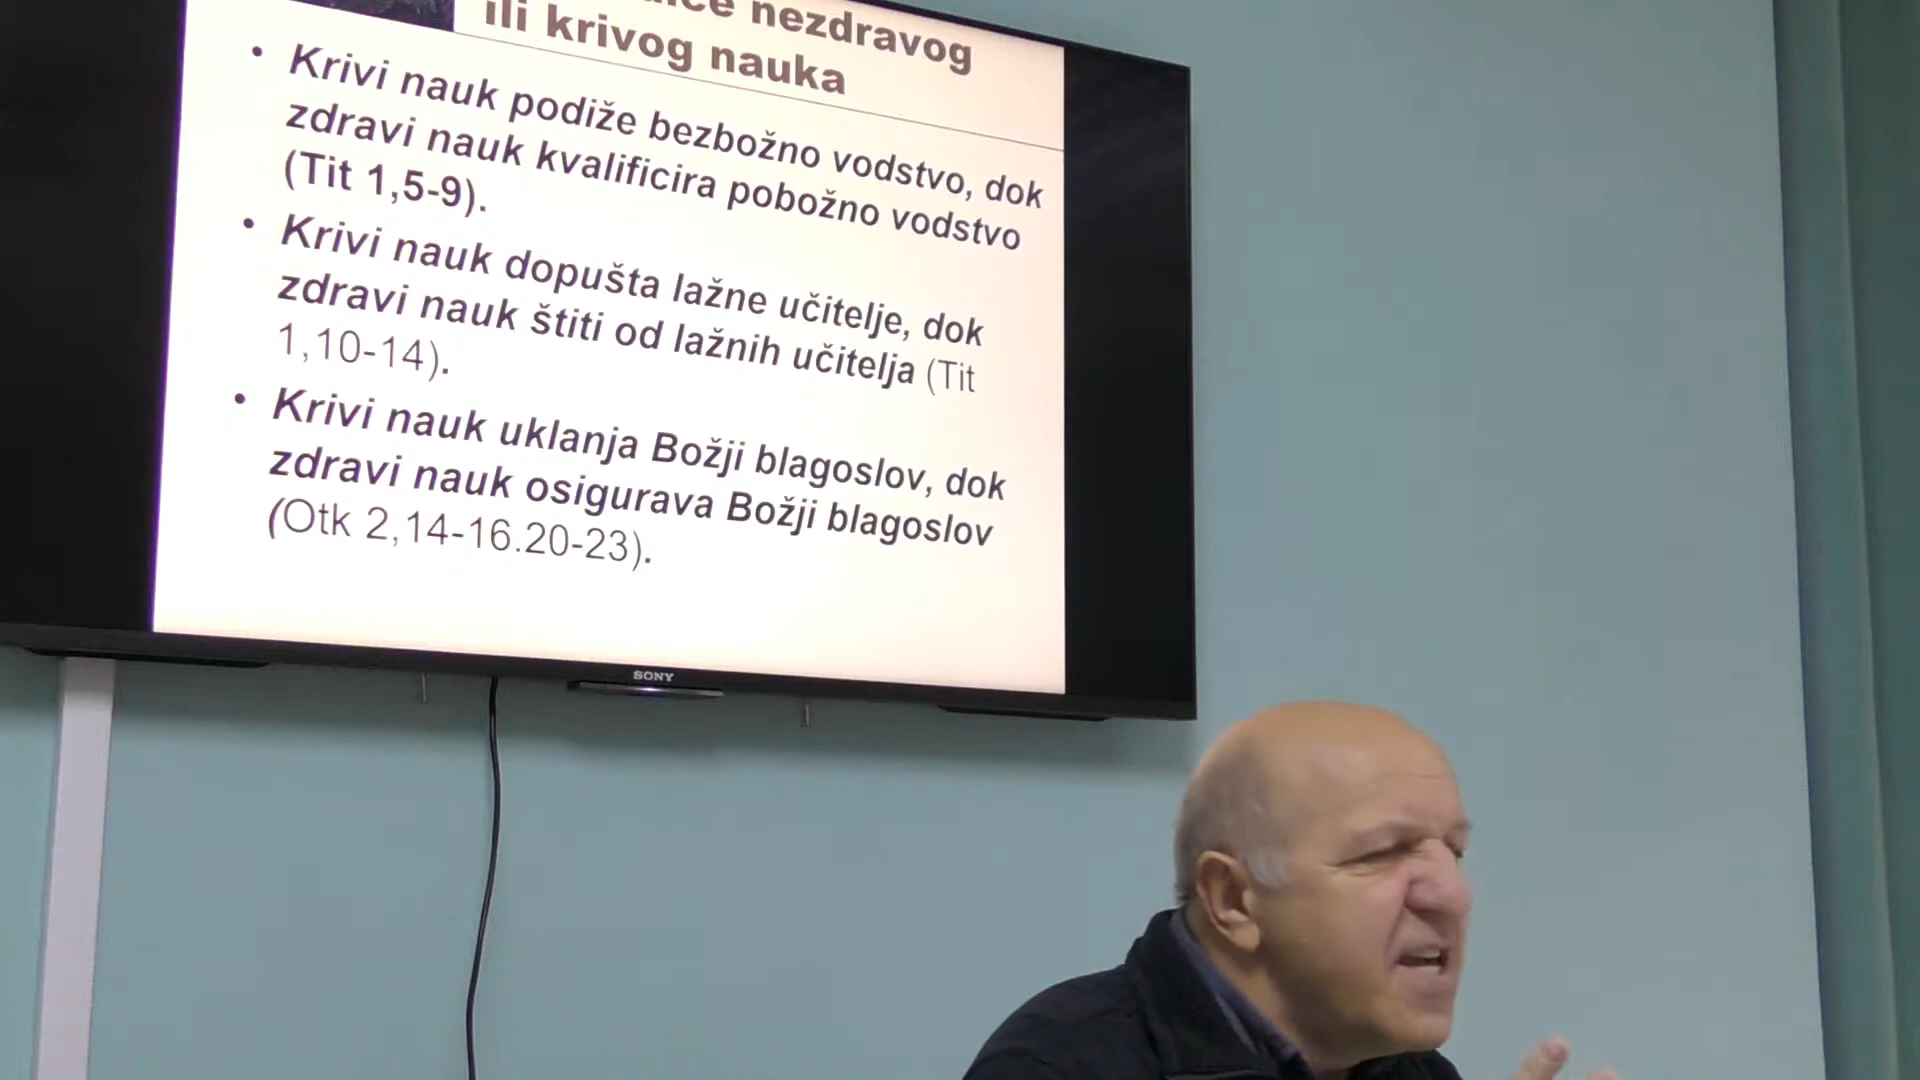 nezdravog
ili krivog nauka
• Krivi nauk podiže bezbožno vodstvo, dok
zdravi nauk kvalificira pobožno vodstvo
(Tit 1,5-9).
• Krivi nauk dopušta lažne učitelje, dok
zdravi nauk štiti od lažnih učitelja (Tit
1,10-14).
• Krivi nauk uklanja Božji blagoslov, dok
zdravi nauk osigurava Božji blagoslov
(Otk 2,14-16.20-23).
SONY